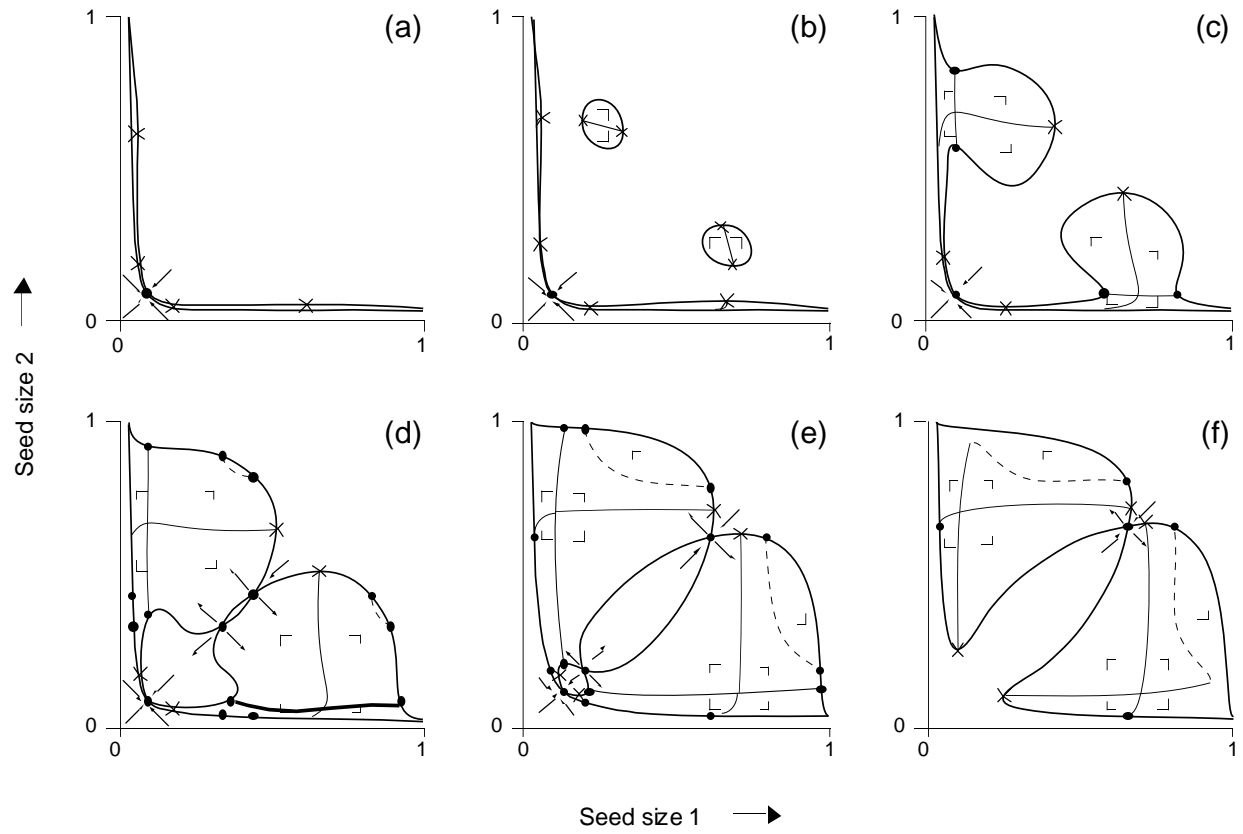 1 (a) 1 (b) 1 (c)
0 0 0
0 1 0 1 0 1
Seed size 2
1 (d) 1 (e) 1 (f)
0 0 0
0 1 0 1 0 1
Seed size 1